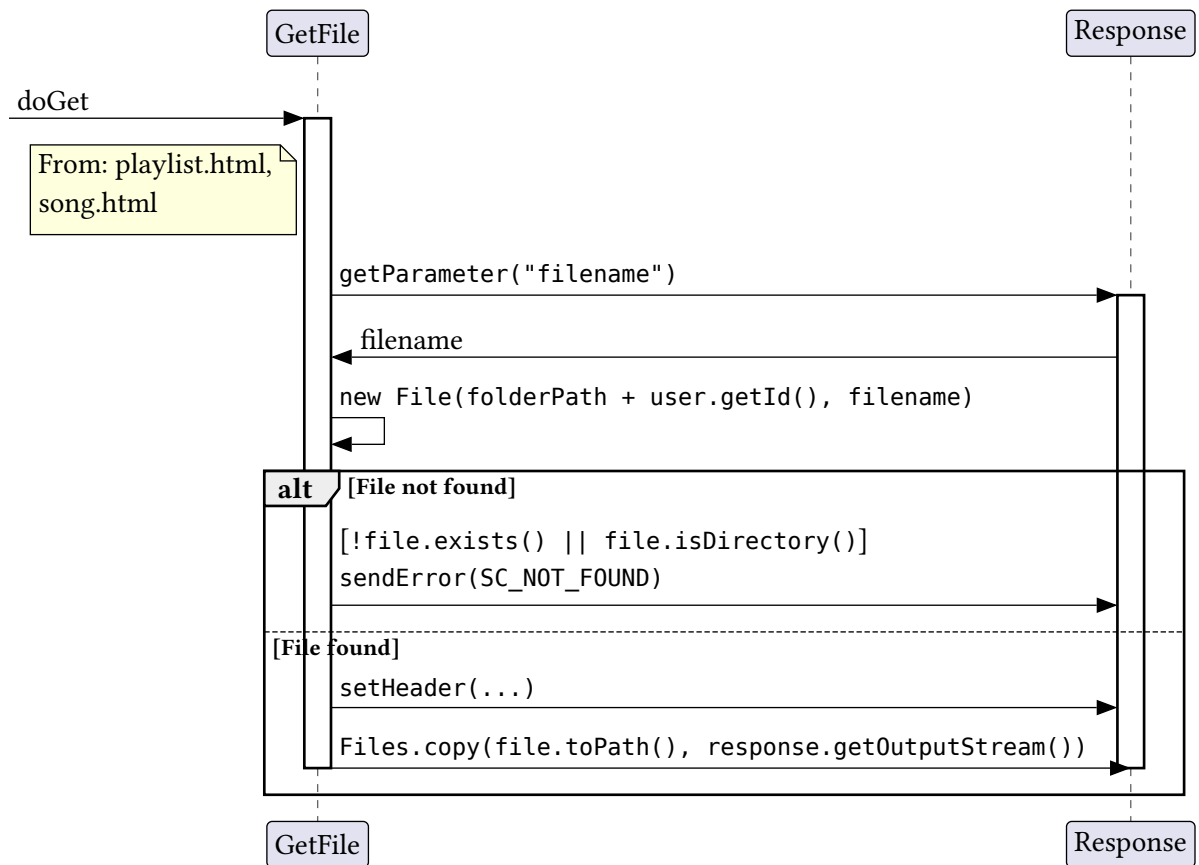 GetFile
Response
doGet
From: playlist.html,
song.html
getParameter("filename")
filename
new File(folderPath + user.getId(), filename)
alt
[File not found]
[!file.exists() || file.isDirectory()]
sendError(SC_NOT_FOUND)
[File found]
setHeader(...)
Files.copy(file.toPath(), response.getOutputStream())
GetFile
Response